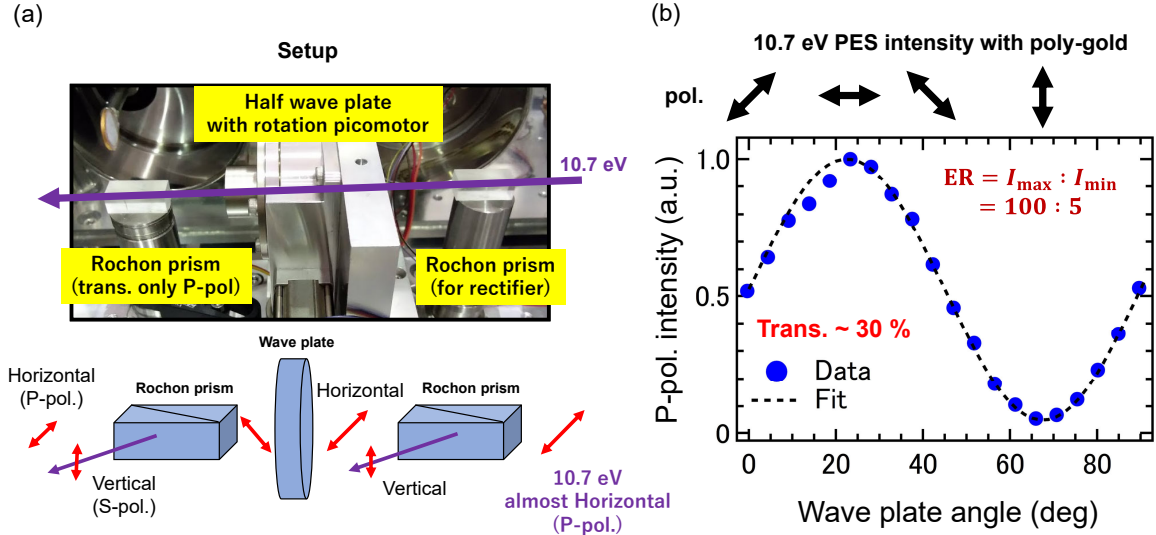 (a)
Setup
Half wave plate
with rotation picomotor
10.7 eV
Rochon prism
(trans. only P-pol)
Rochon prism
(for rectifier)
Wave plate
Horizontal
(P-pol.)
Rochon prism
Horizontal
Rochon prism
Vertical
(S-pol.)
Vertical
10.7 eV
almost Horizontal
(P-pol.)
(b)
10.7 eV PES intensity with poly-gold
pol.
P-pol. intensity (a.u.)
1.0
0.5
0
ER = Imax : Imin
= 100 : 5
Trans. ~ 30 %
Data
Fit
0 20 40 60 80
Wave plate angle (deg)